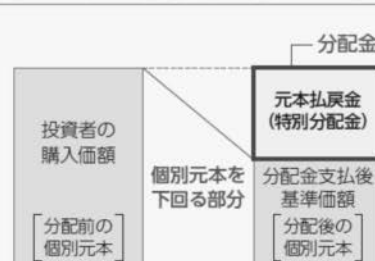 分配金
元本払戻金
(特別分配金)
投資者の
購入価額
個別元本を
下回る部分
分配金支払後
基準価額
[分配前の
個別元本]
[分配後の
個別元本]